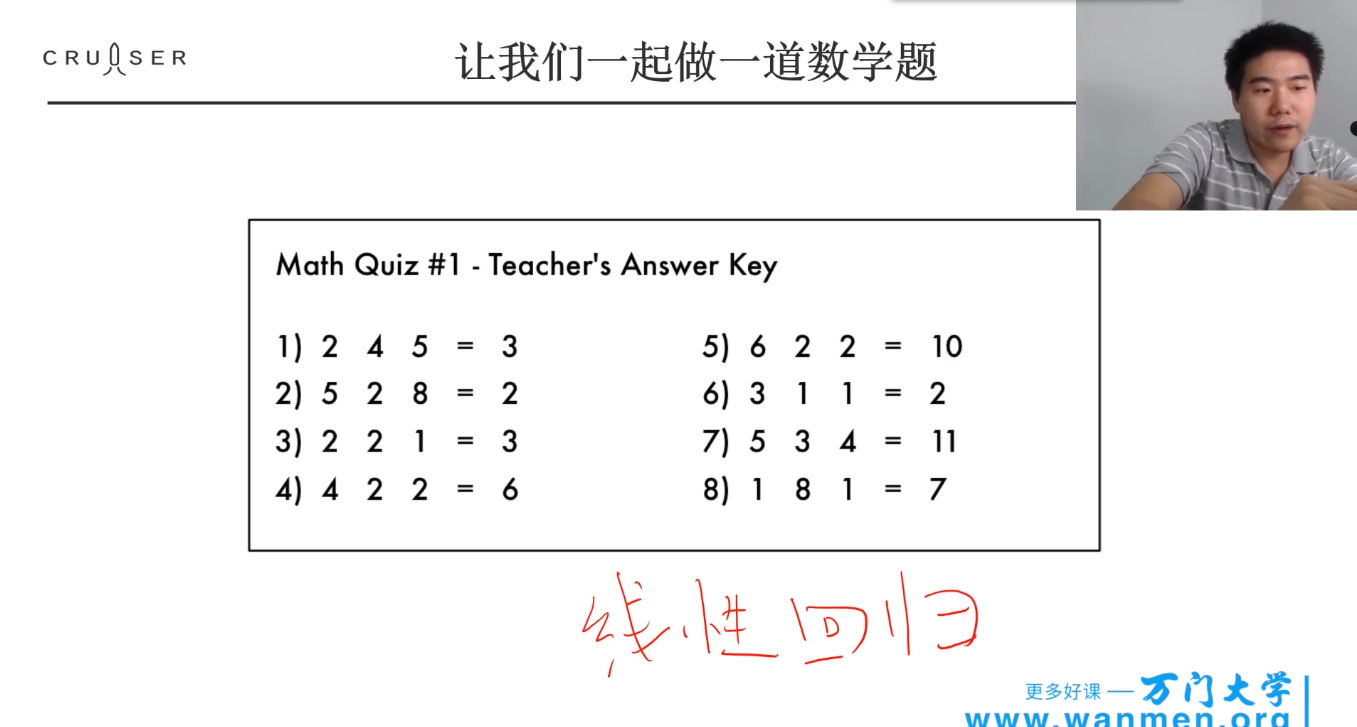 CRUISER
让我们一起做一道数学题
Math Quiz #1 - Teacher's Answer Key
1) 2 4 5 = 3
2) 5 2 8 = 2
3) 2 2 1 = 3
4) 4 2 2 = 6
5) 6 2 2 = 10
6) 3 1 1 = 2
7) 5 3 4 = 11
8) 1 8 1 = 7
线性回归
更多好课 — 万门大学
www.wanmen.org